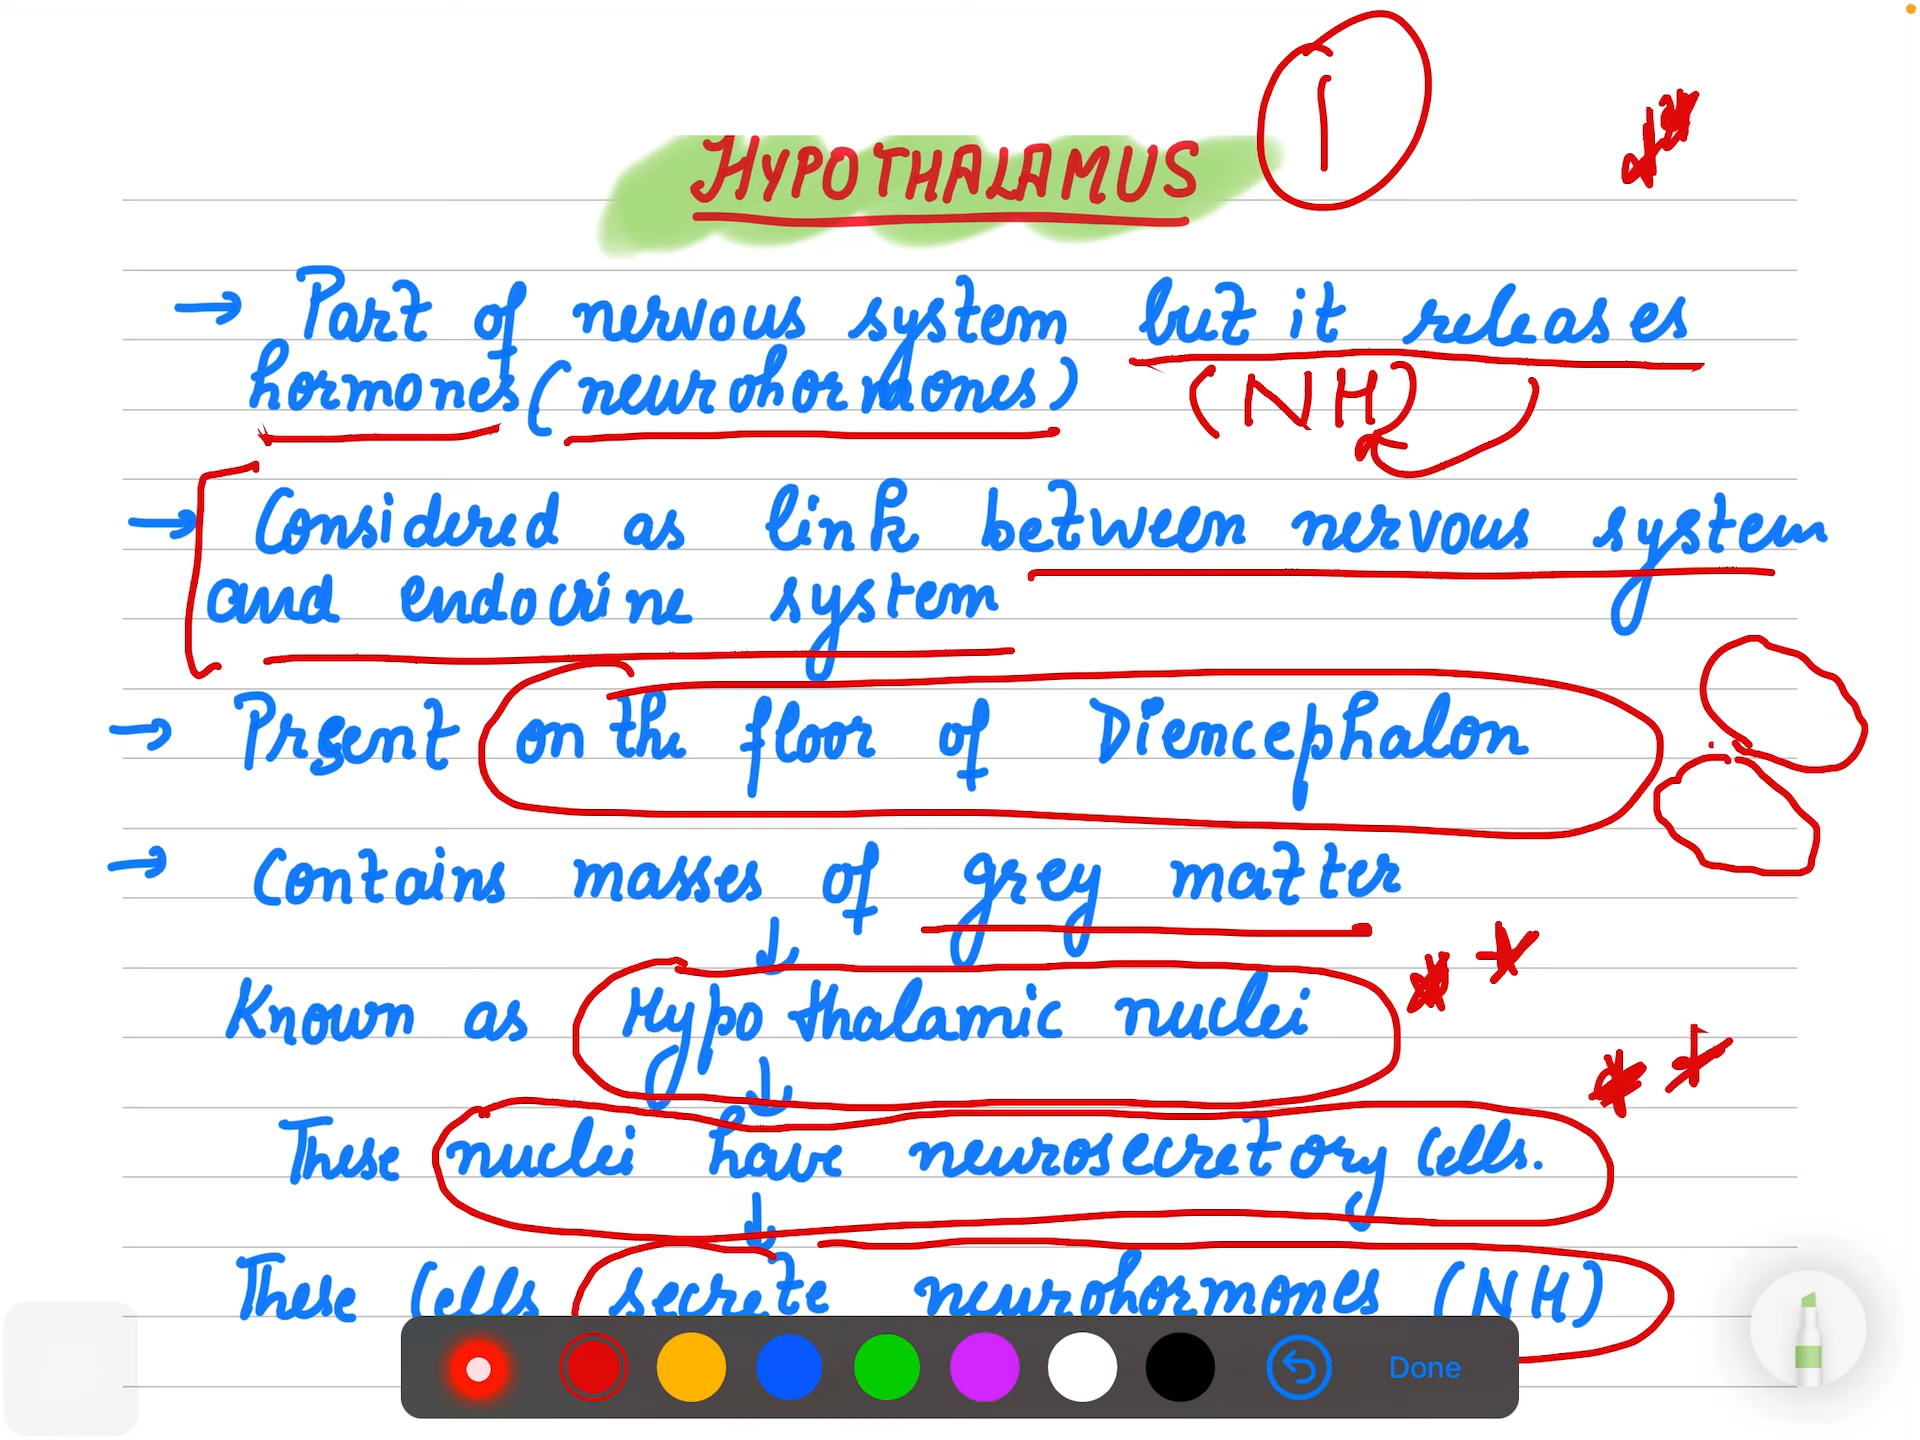 HYPOTHALAMUS
1
→ Part of nervous system but it releases
hormones (neurohormones) (NH)
→ Considered as link between nervous system
and endocrine system
→ Present on the floor of Diencephalon
→ Contains masses of grey matter
↓
Known as Hypothalamic nuclei
↓
These nuclei have neurosecretory Cells.
↓
These Cells secrete neurohormones (NH)
Done